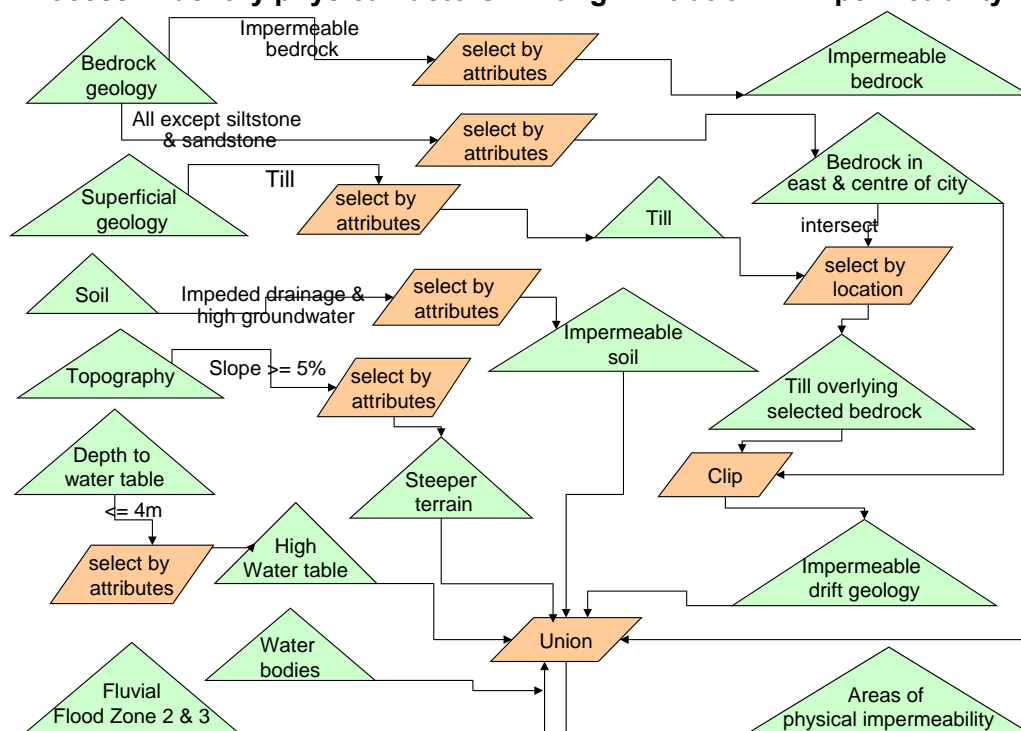 Impermeable
bedrock
Bedrock
geology
select by
attributes
Impermeable
bedrock
All except siltstone
& sandstone
select by
attributes
Bedrock in
east & centre of city
Superficial
geology
Till
select by
attributes
Till
intersect
select by
location
Soil
Impeded drainage &
high groundwater
select by
attributes
Impermeable
soil
Topography
Slope >= 5%
select by
attributes
Till overlying
selected bedrock
Depth to
water table
<= 4m
select by
attributes
High
Water table
Steeper
terrain
Clip
Impermeable
drift geology
Union
Water
bodies
Fluvial
Flood Zone 2 & 3
Areas of
physical impermeability